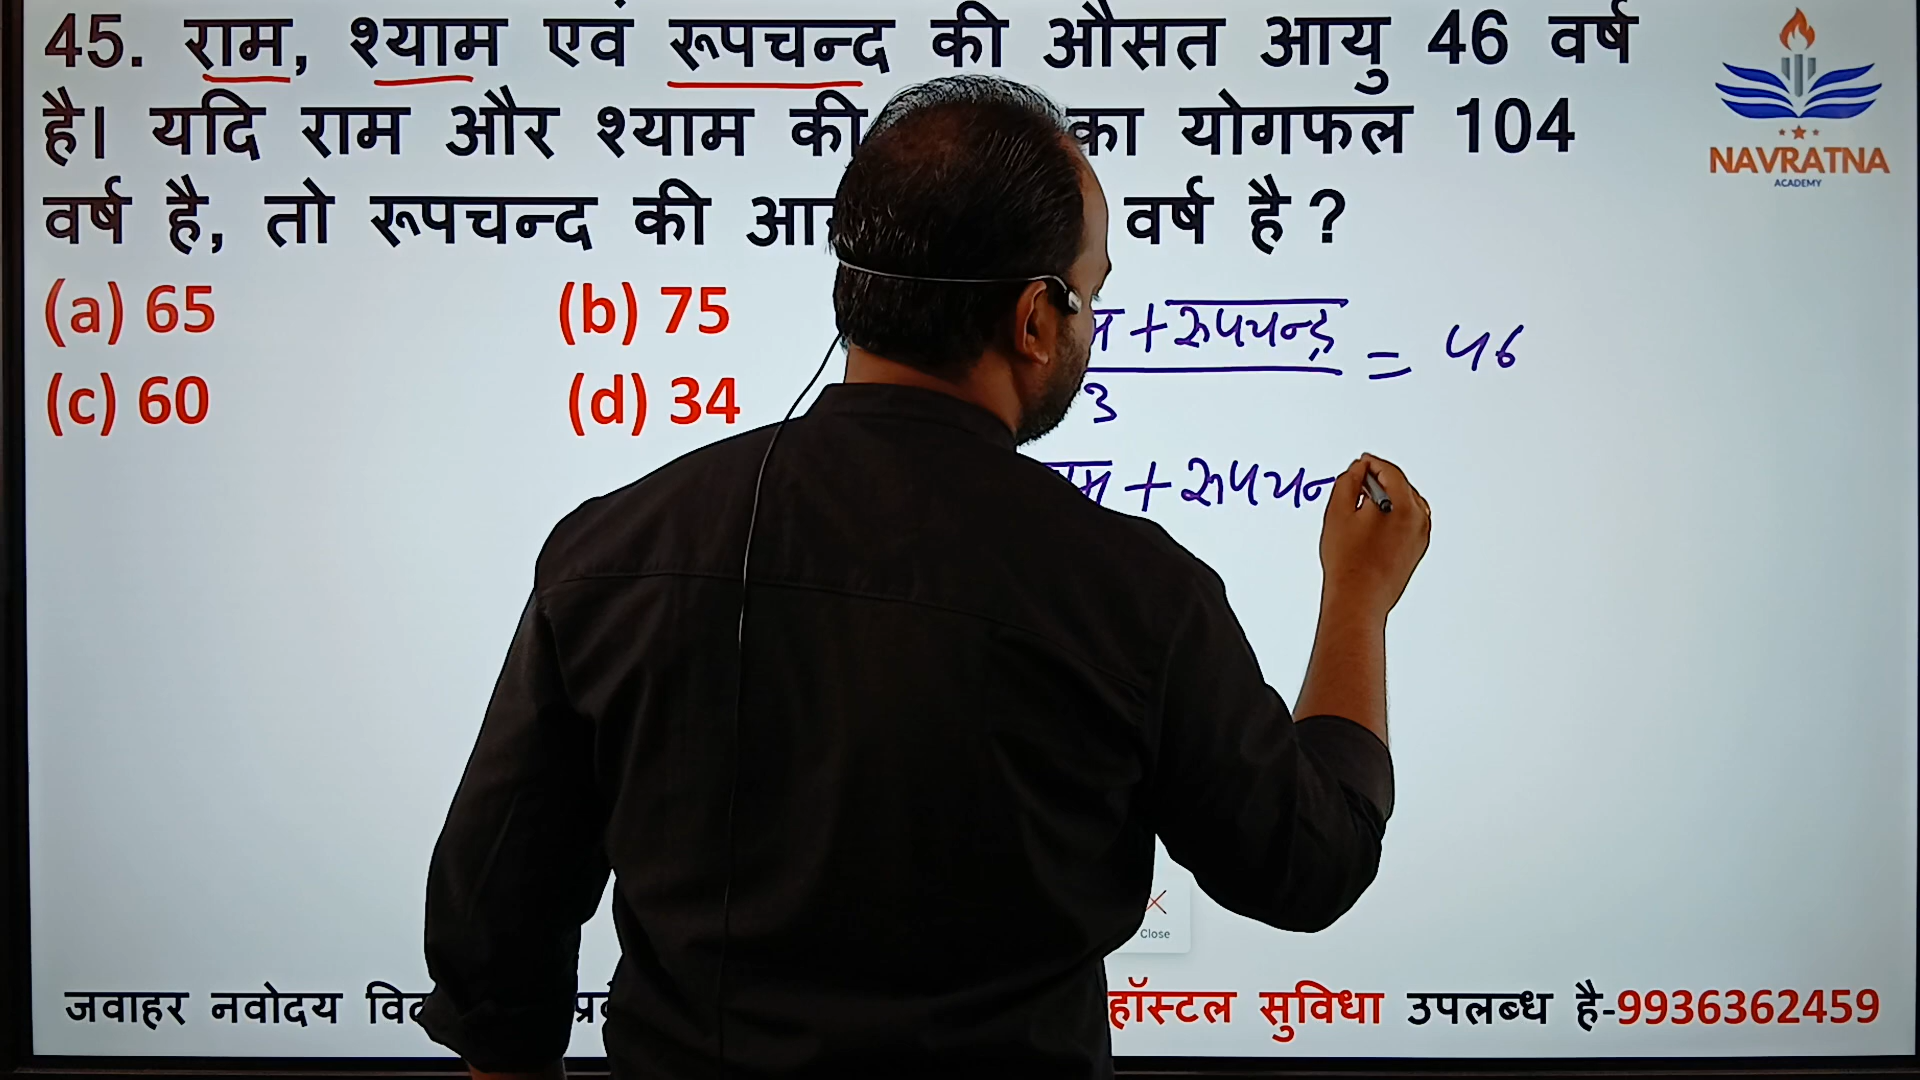 45. राम, श्याम एवं रूपचन्द की औसत आयु 46 वर्ष
है। यदि राम और श्याम की का योगफल 104
वर्ष है, तो रूपचन्द की वर्ष है?
(a) 65 (b) 75
(c) 60 (d) 34
+ रूपचन्द्र = 46
3
+ रूपचन
NAVRATNA
ACADEMY
Close
जवाहर नवोदय
हॉस्टल सुविधा उपलब्ध है-9936362459